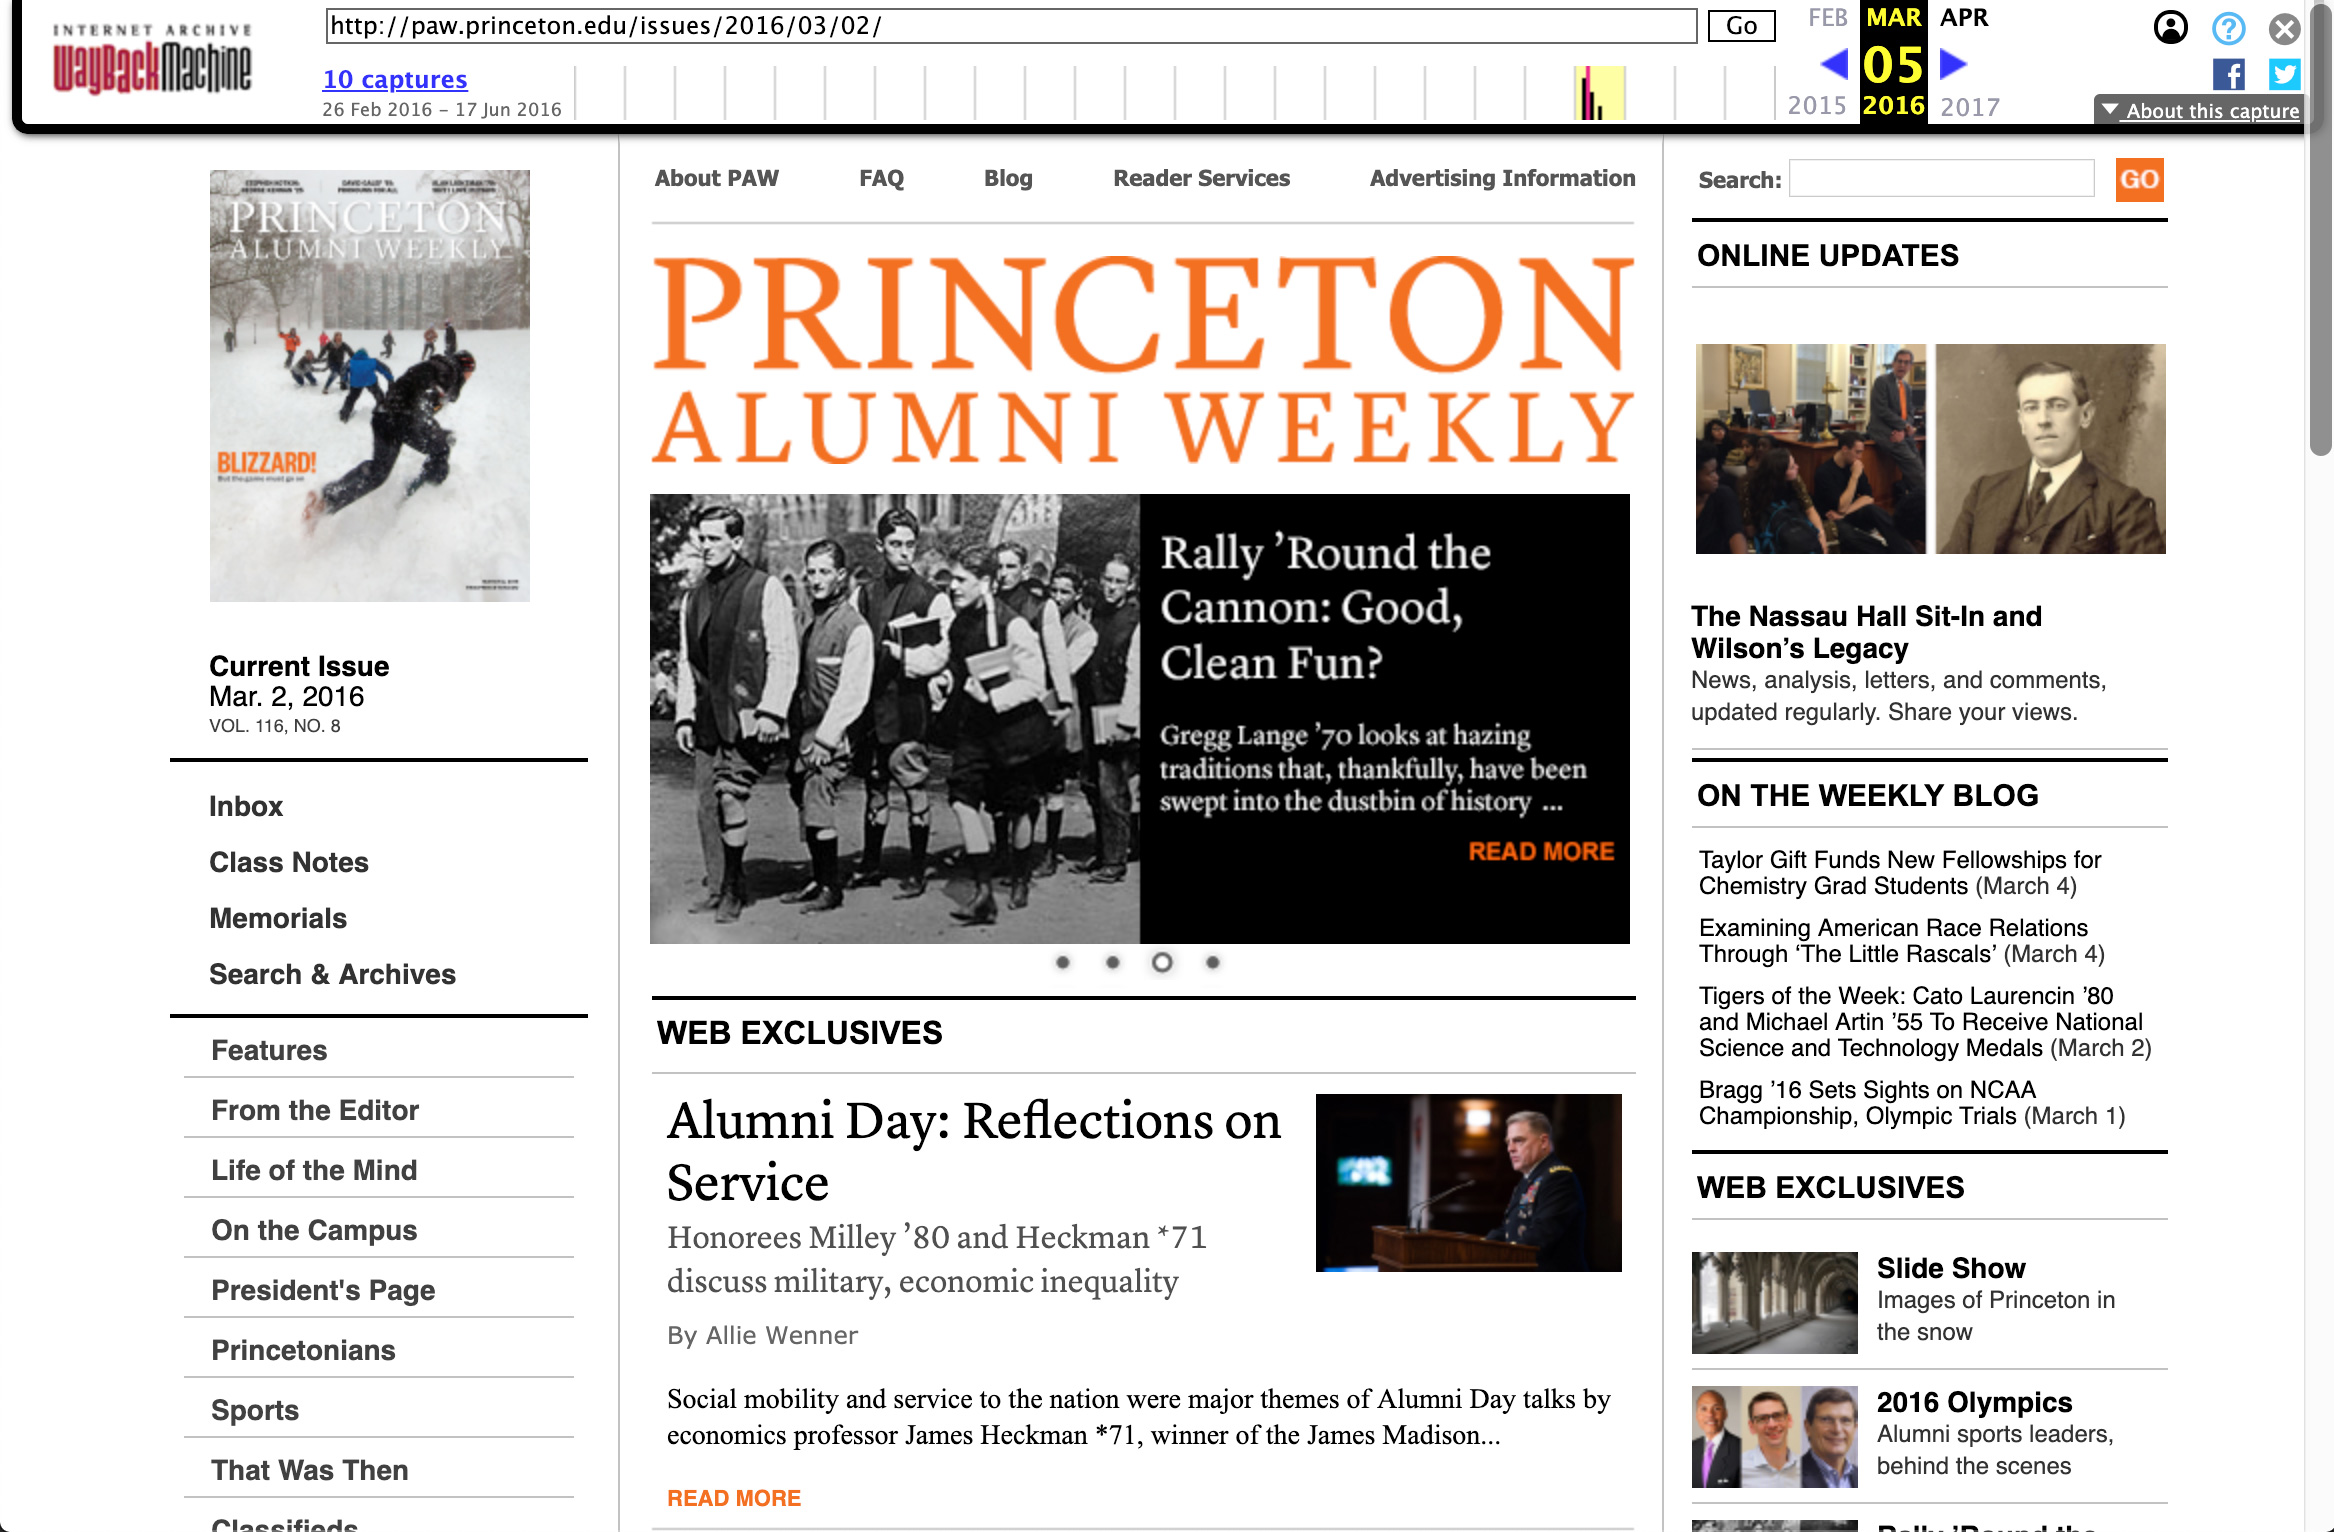 INTERNET ARCHIVE
WayBackMachine
http://paw.princeton.edu/issues/2016/03/02/
Go
10 captures
26 Feb 2016 – 17 Jun 2016
FEB MAR APR
05
2015 2016 2017
About this capture
PRINCETON
ALUMNI WEEKLY
BLIZZARD!
But the game must go on
Current Issue
Mar. 2, 2016
VOL. 116, NO. 8
Inbox
Class Notes
Memorials
Search & Archives
Features
From the Editor
Life of the Mind
On the Campus
President's Page
Princetonians
Sports
That Was Then
Classifieds
About PAW FAQ Blog Reader Services Advertising Information
PRINCETON
ALUMNI WEEKLY
Rally ’Round the
Cannon: Good,
Clean Fun?
Gregg Lange ’70 looks at hazing
traditions that, thankfully, have been
swept into the dustbin of history ...
READ MORE
WEB EXCLUSIVES
Alumni Day: Reflections on
Service
Honorees Milley ’80 and Heckman *71
discuss military, economic inequality
By Allie Wenner
Social mobility and service to the nation were major themes of Alumni Day talks by
economics professor James Heckman *71, winner of the James Madison...
READ MORE
Search: GO
ONLINE UPDATES
The Nassau Hall Sit-In and
Wilson’s Legacy
News, analysis, letters, and comments,
updated regularly. Share your views.
ON THE WEEKLY BLOG
Taylor Gift Funds New Fellowships for
Chemistry Grad Students (March 4)
Examining American Race Relations
Through ‘The Little Rascals’ (March 4)
Tigers of the Week: Cato Laurencin ’80
and Michael Artin ’55 To Receive National
Science and Technology Medals (March 2)
Bragg ’16 Sets Sights on NCAA
Championship, Olympic Trials (March 1)
WEB EXCLUSIVES
Slide Show
Images of Princeton in
the snow
2016 Olympics
Alumni sports leaders,
behind the scenes
Rally ’Round the